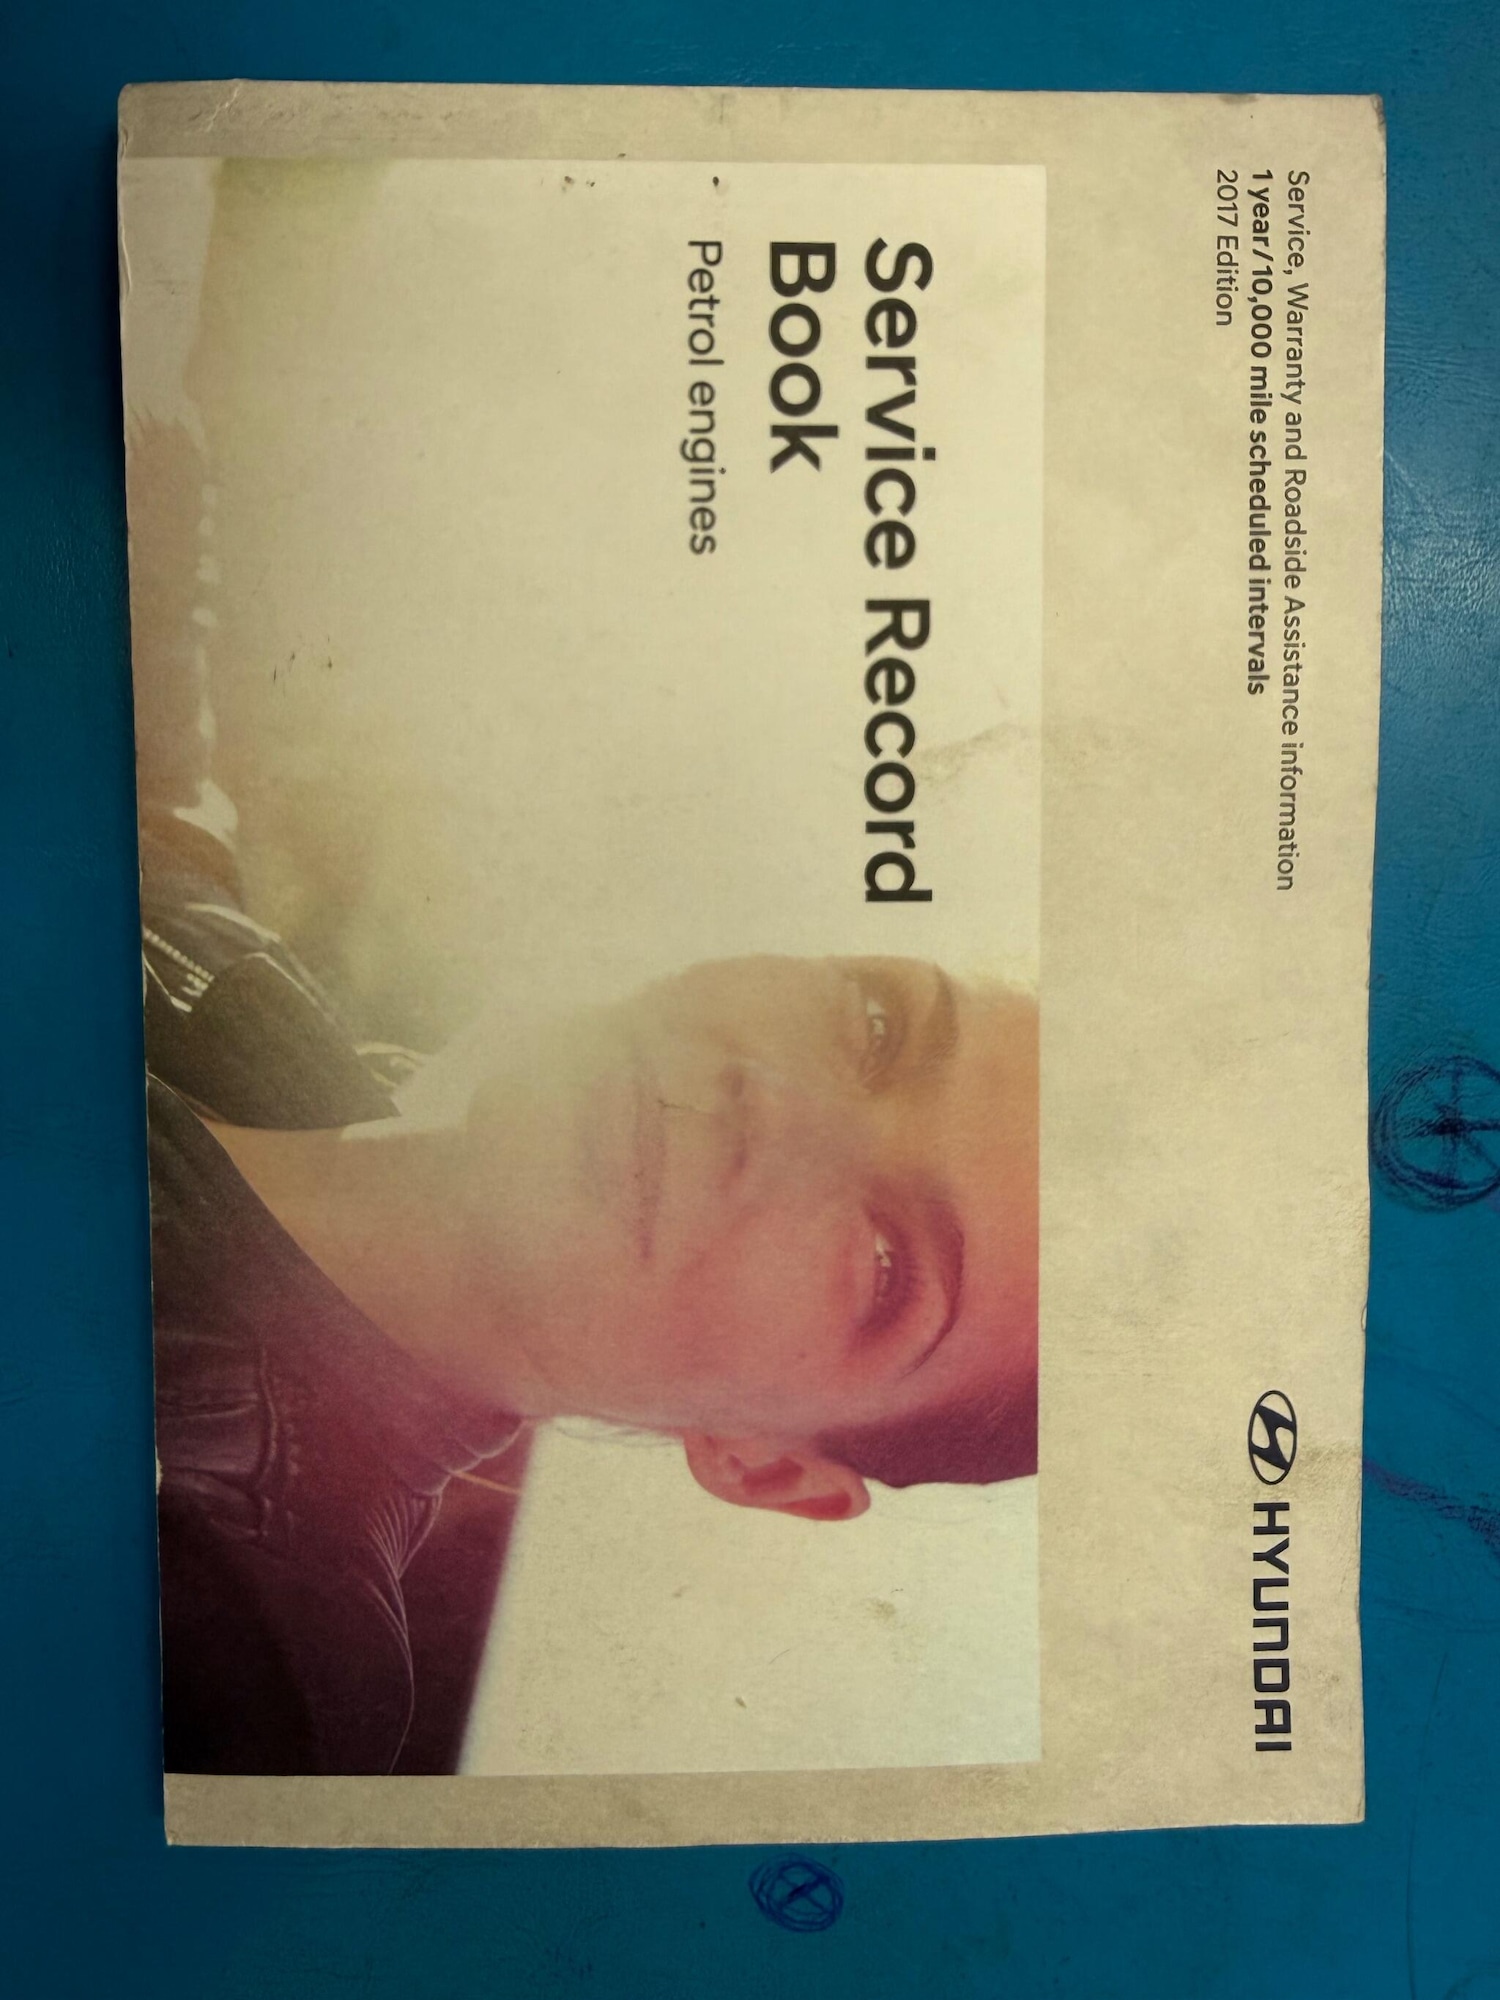 Service, Warranty and Roadside Assistance information
1 year/10,000 mile scheduled intervals
2017 Edition
HYUNDAI
Service Record
Book
Petrol engines